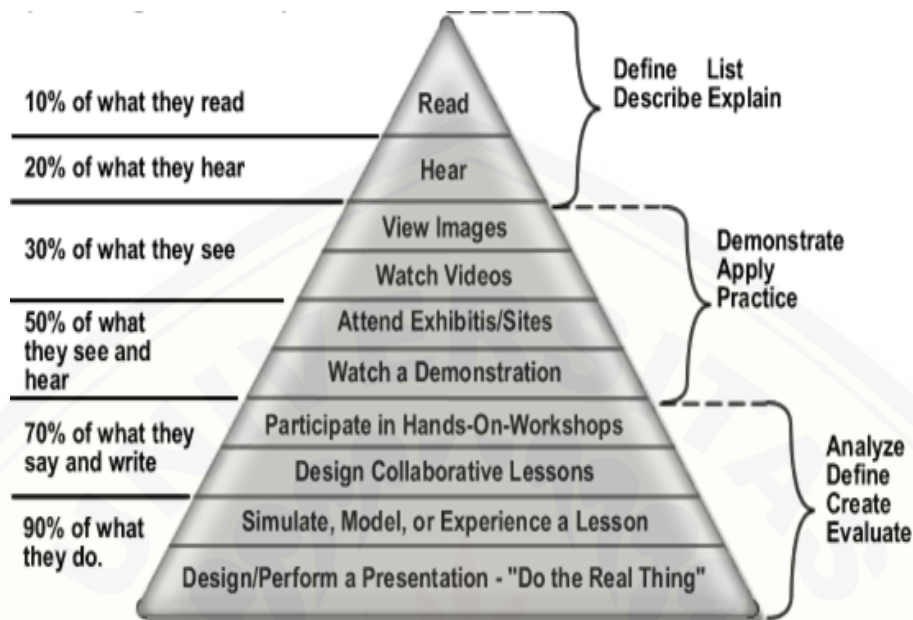 10% of what they read
20% of what they hear
30% of what they see
50% of what
they see and
hear
70% of what they
say and write
90% of what
they do.
Read
Hear
View Images
Watch Videos
Attend Exhibitis/Sites
Watch a Demonstration
Participate in Hands-On-Workshops
Design Collaborative Lessons
Simulate, Model, or Experience a Lesson
Design/Perform a Presentation - "Do the Real Thing"
Define List
Describe Explain
Demonstrate
Apply
Practice
Analyze
Define
Create
Evaluate
UNIVERSITAS